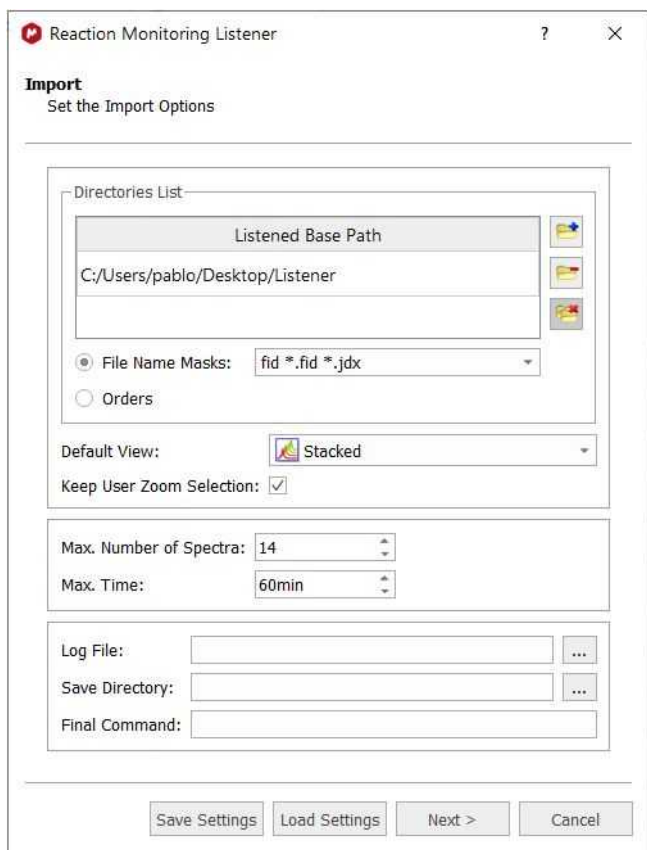 Reaction Monitoring Listener ?
Import
Set the Import Options
Directories List
Listened Base Path
C:/Users/pablo/Desktop/Listener
File Name Masks: fid *.fid *.jdx
Orders
Default View: Stacked
Keep User Zoom Selection:
Max. Number of Spectra: 14
Max. Time: 60min
Log File: ...
Save Directory: ...
Final Command:
Save Settings Load Settings Next > Cancel